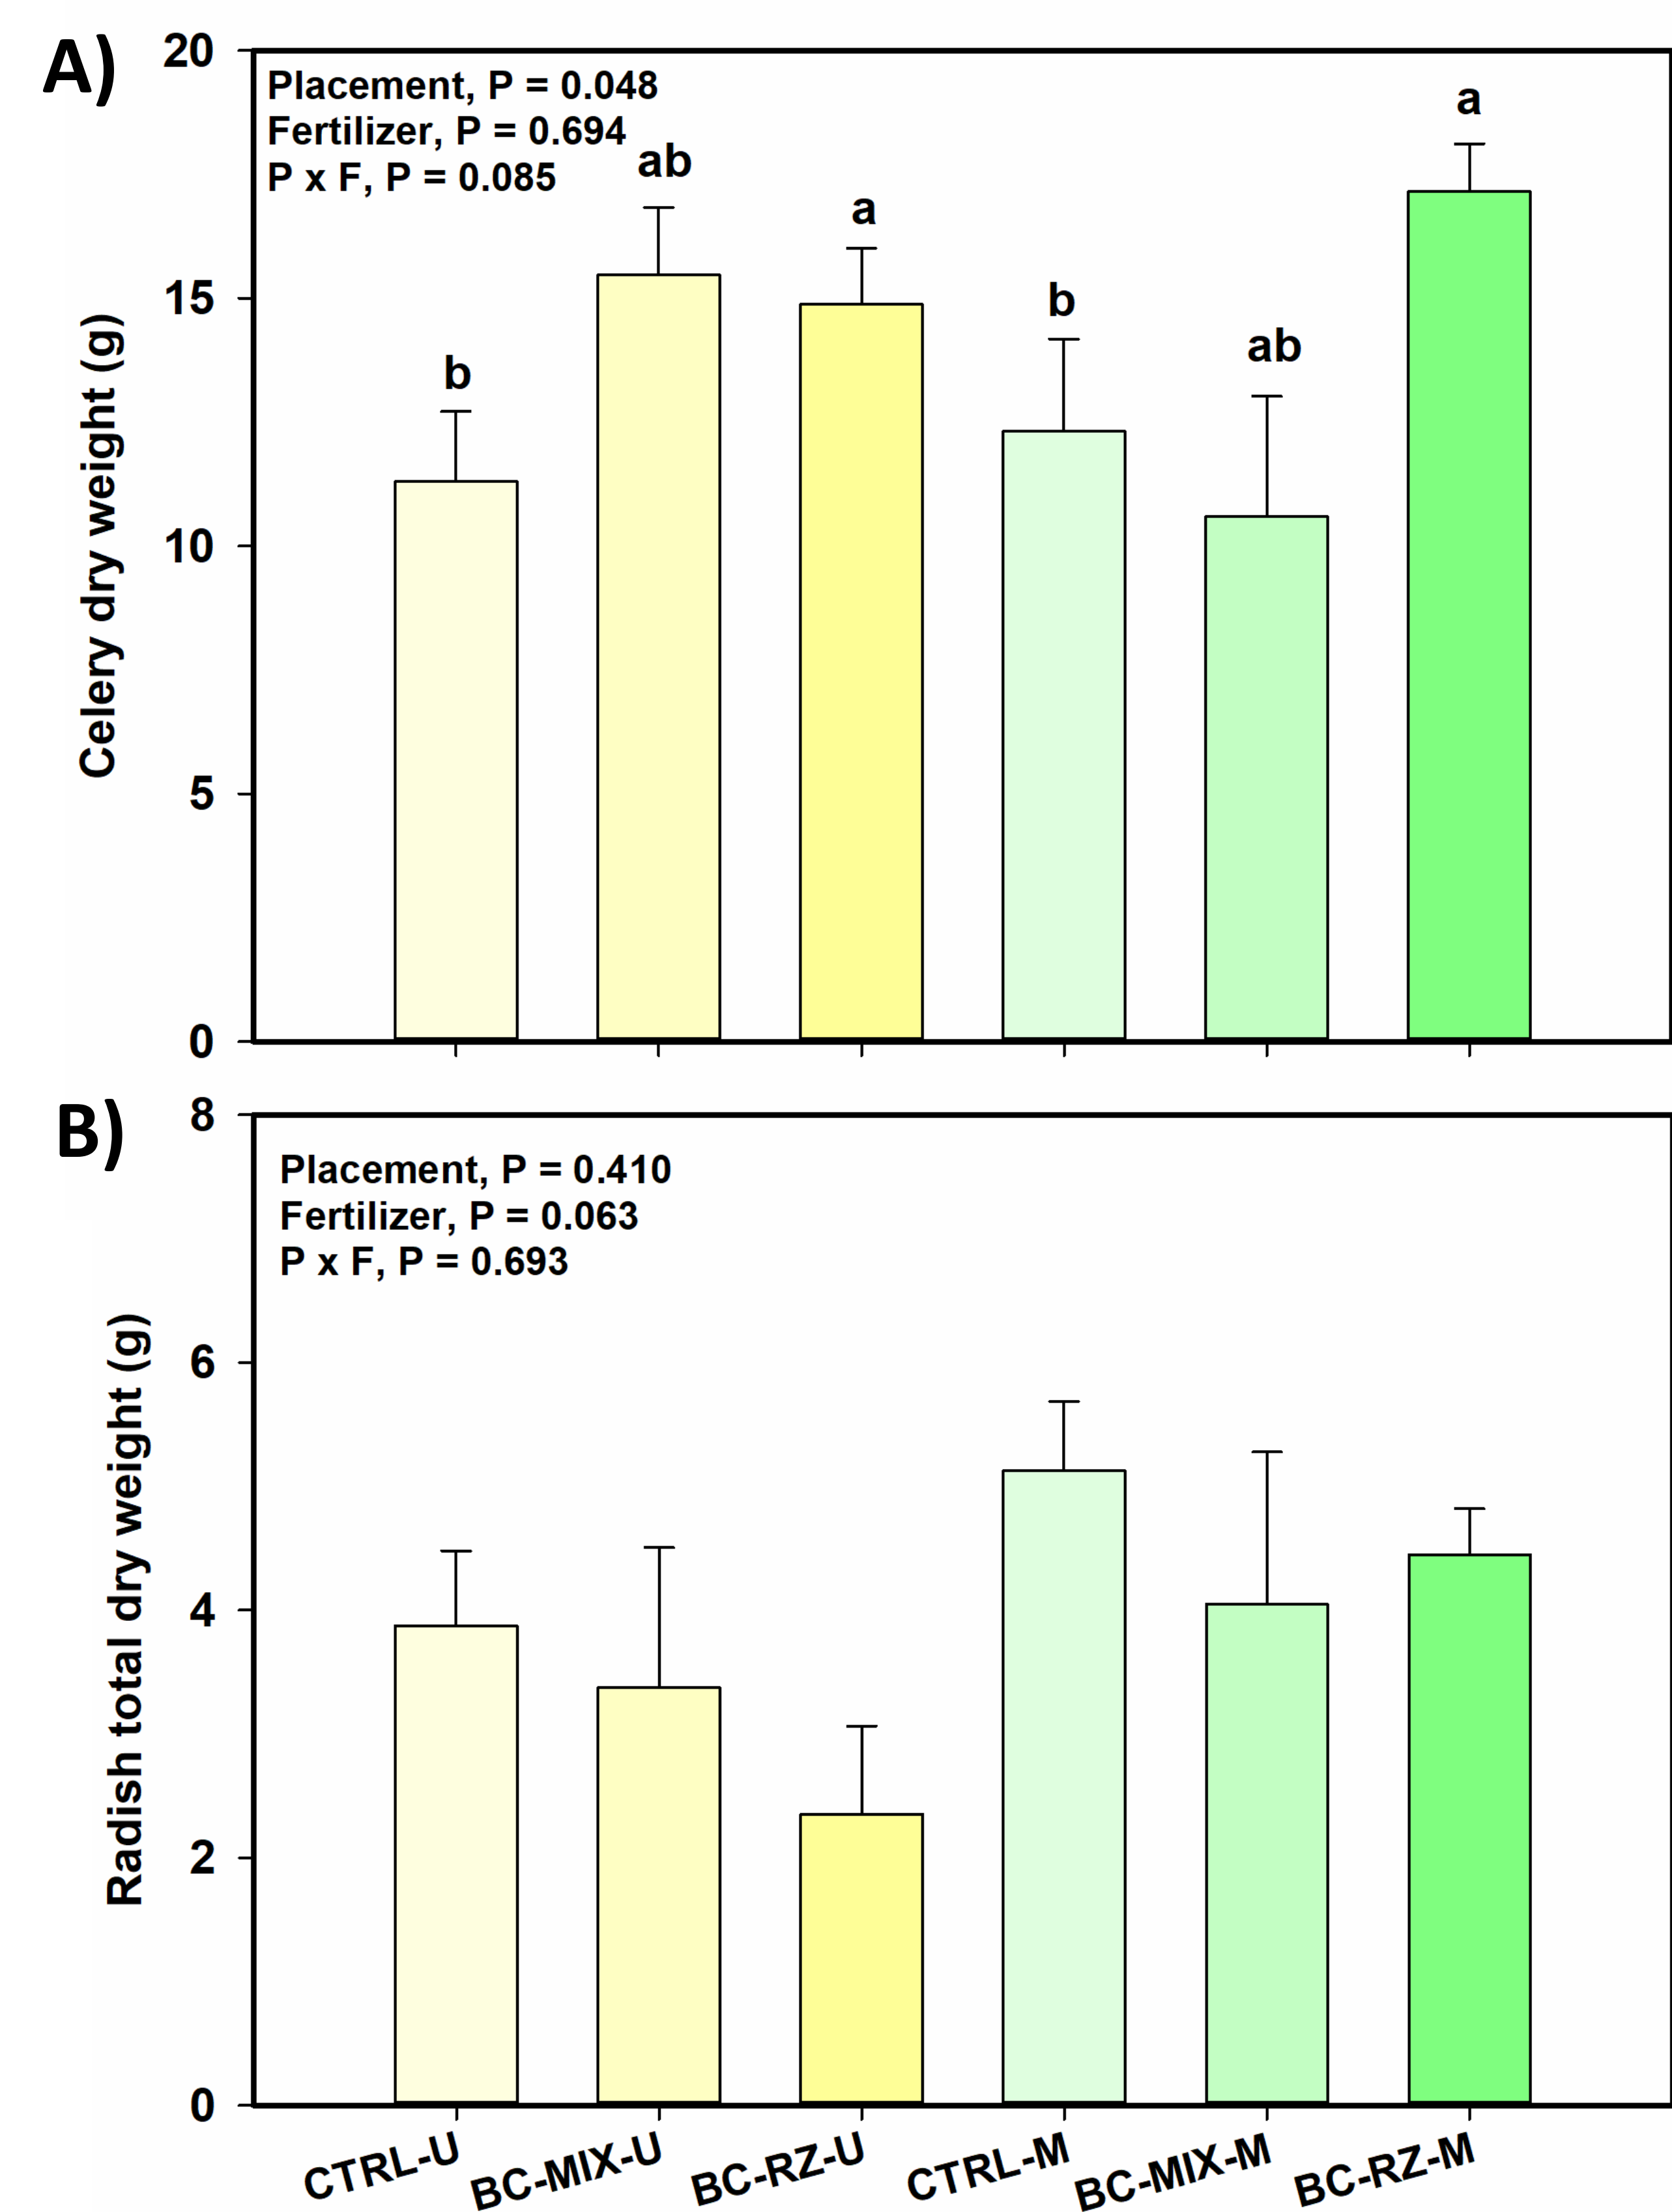 A)
20
15
10
5
0
Celery dry weight (g)
Placement, P = 0.048
Fertilizer, P = 0.694
P x F, P = 0.085
b
ab
a
b
ab
a
B)
8
6
4
2
0
Radish total dry weight (g)
Placement, P = 0.410
Fertilizer, P = 0.063
P x F, P = 0.693
CTRL-U
BC-MIX-U
BC-RZ-U
CTRL-M
BC-MIX-M
BC-RZ-M